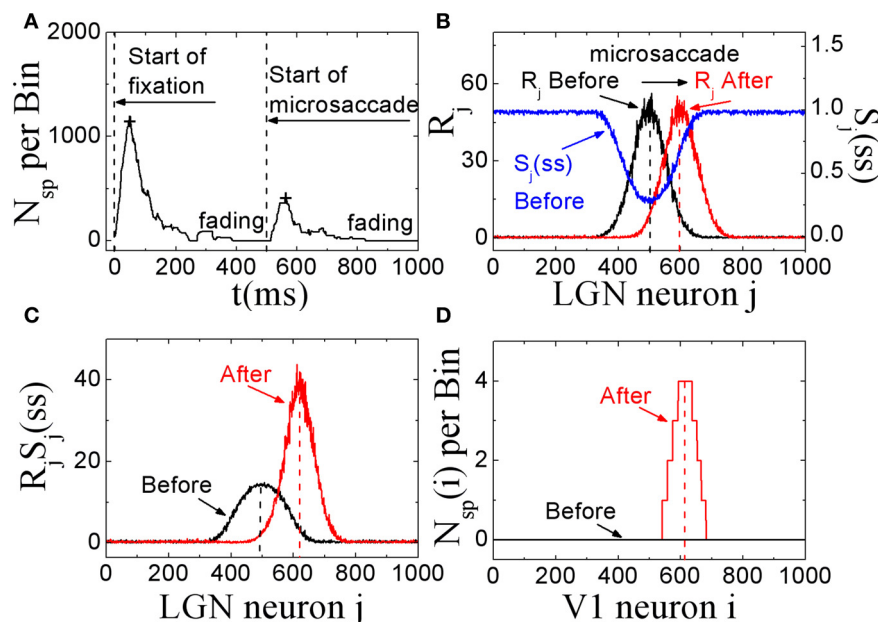 A
N_sp per Bin
2000
1000
0
Start of
fixation
Start of
microsaccade
fading
fading
0 200 400 600 800 1000
t(ms)
B
R_j
60
45
30
15
0
microsaccade
R_j Before
R_j After
S_j(ss)
Before
1.5
1.0
0.5
0.0
S_j(ss)
0 200 400 600 800 1000
LGN neuron j
C
R_jS_j(ss)
40
20
0
After
Before
0 200 400 600 800 1000
LGN neuron j
D
N_sp(i) per Bin
4
2
0
After
Before
0 200 400 600 800 1000
V1 neuron i